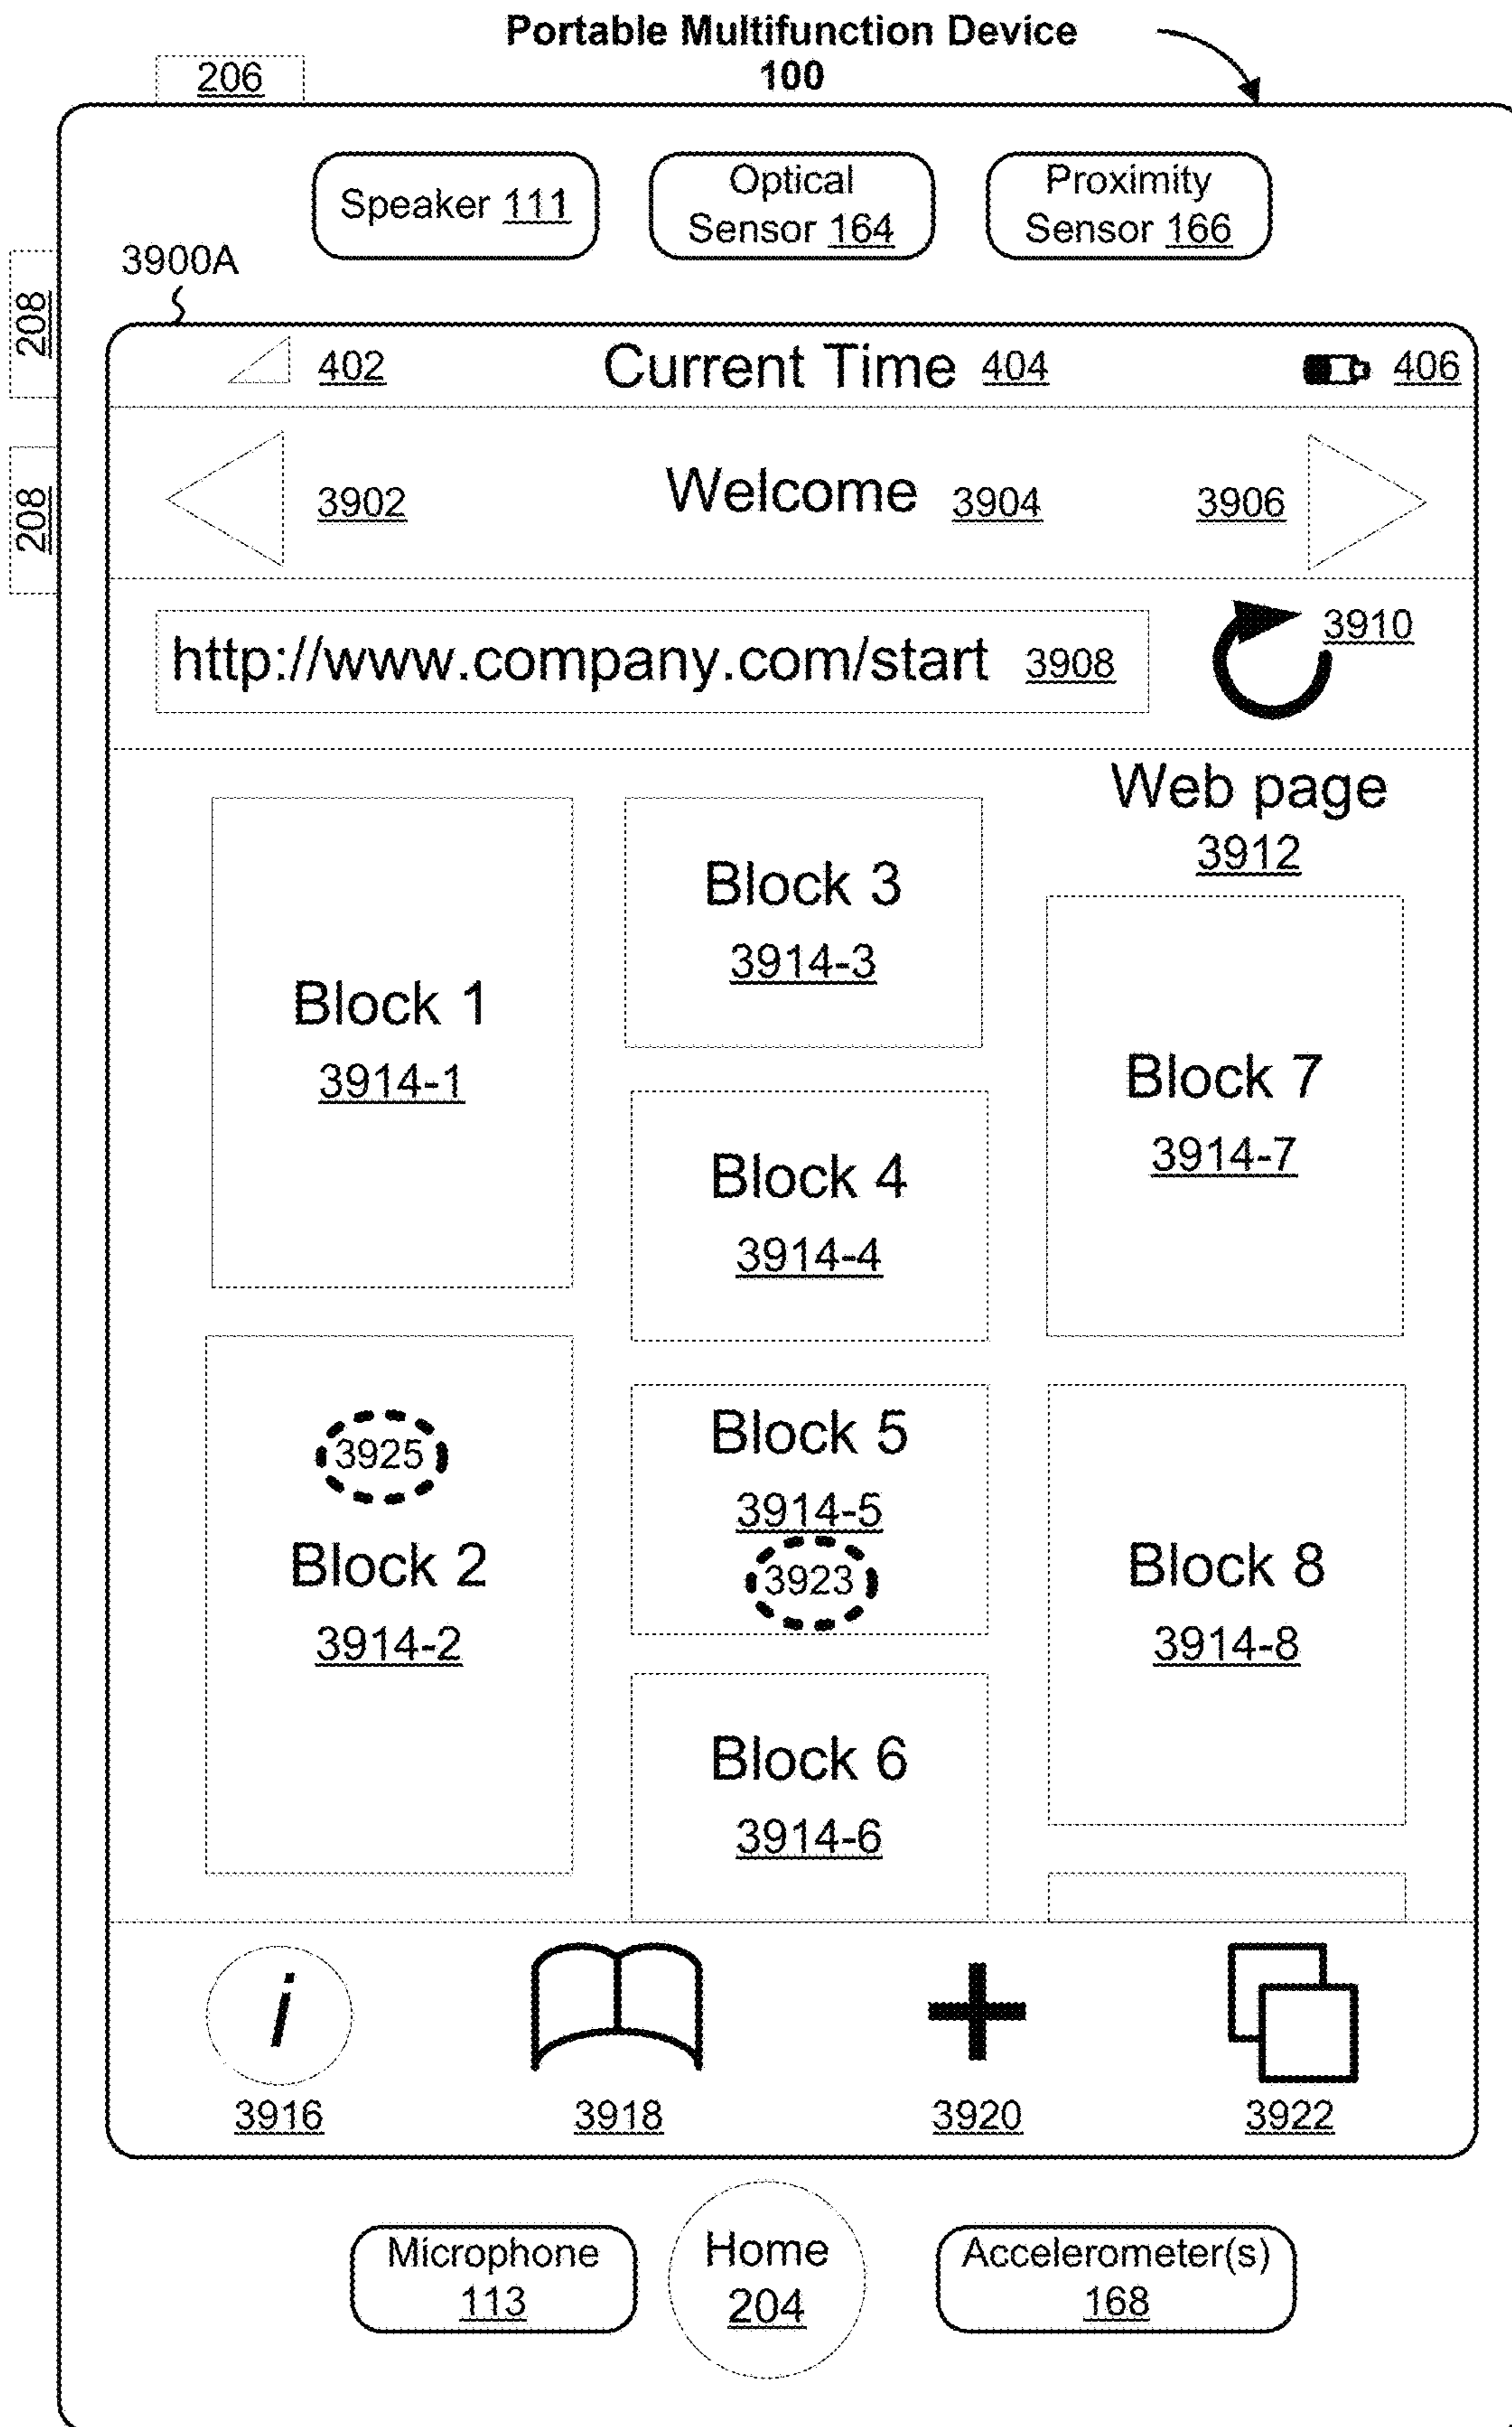 Portable Multifunction Device
100
206
Speaker 111
Optical
Sensor 164
Proximity
Sensor 166
3900A
208
208
402
Current Time 404
406
3902
Welcome 3904
3906
http://www.company.com/start 3908
3910
Web page
3912
Block 1
3914-1
Block 2
3914-2
3925
Block 3
3914-3
Block 4
3914-4
Block 5
3914-5
3923
Block 6
3914-6
Block 7
3914-7
Block 8
3914-8
i
3916
3918
3920
3922
Microphone
113
Home
204
Accelerometer(s)
168